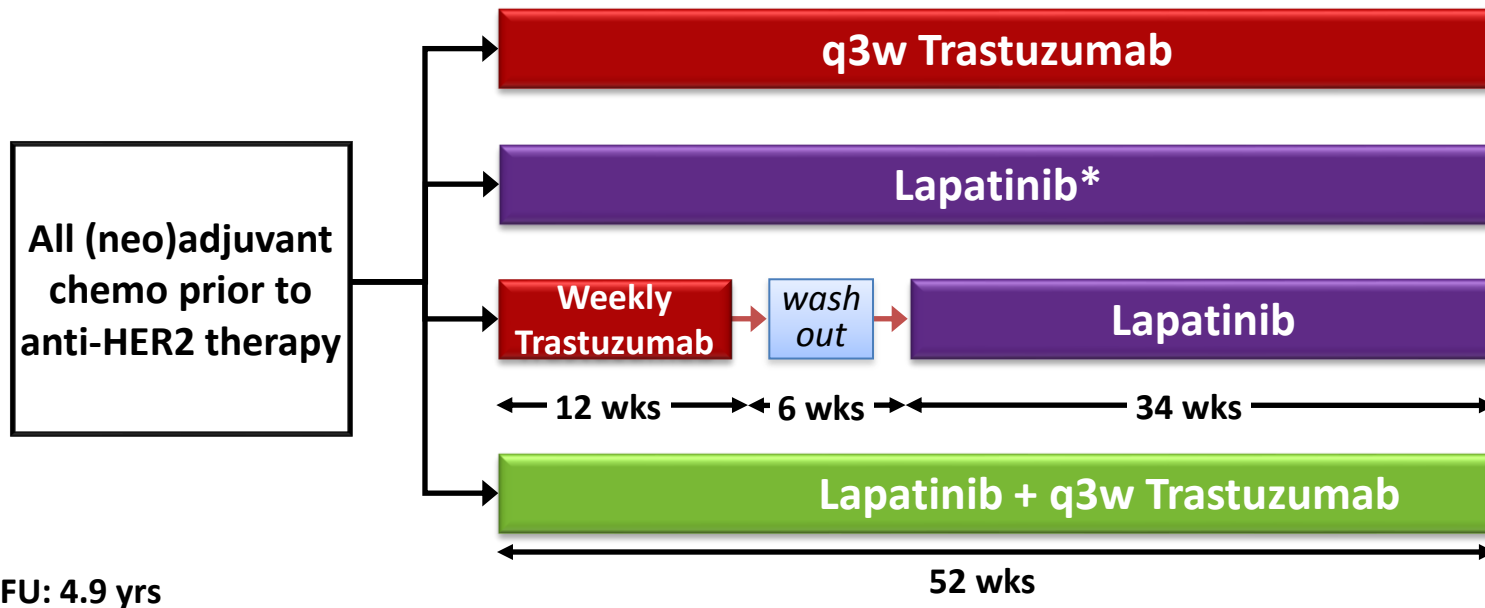 q3w Trastuzumab
Lapatinib*
All (neo)adjuvant
chemo prior to
anti-HER2 therapy
Weekly
Trastuzumab
wash
out
Lapatinib
12 wks
6 wks
34 wks
Lapatinib + q3w Trastuzumab
52 wks
FU: 4.9 yrs